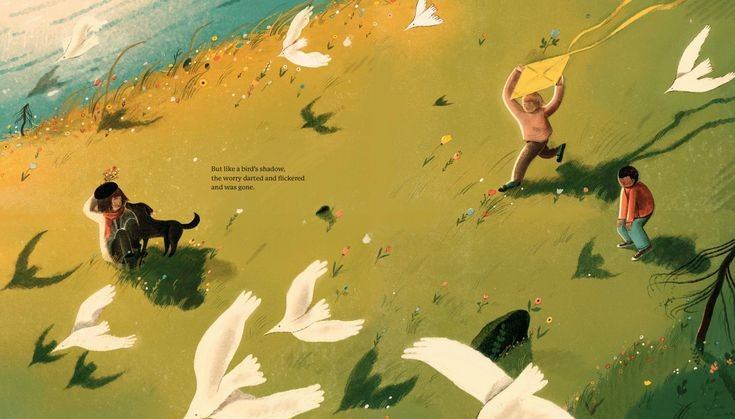 But like a bird's shadow,
the worry darted and flickered
and was gone.